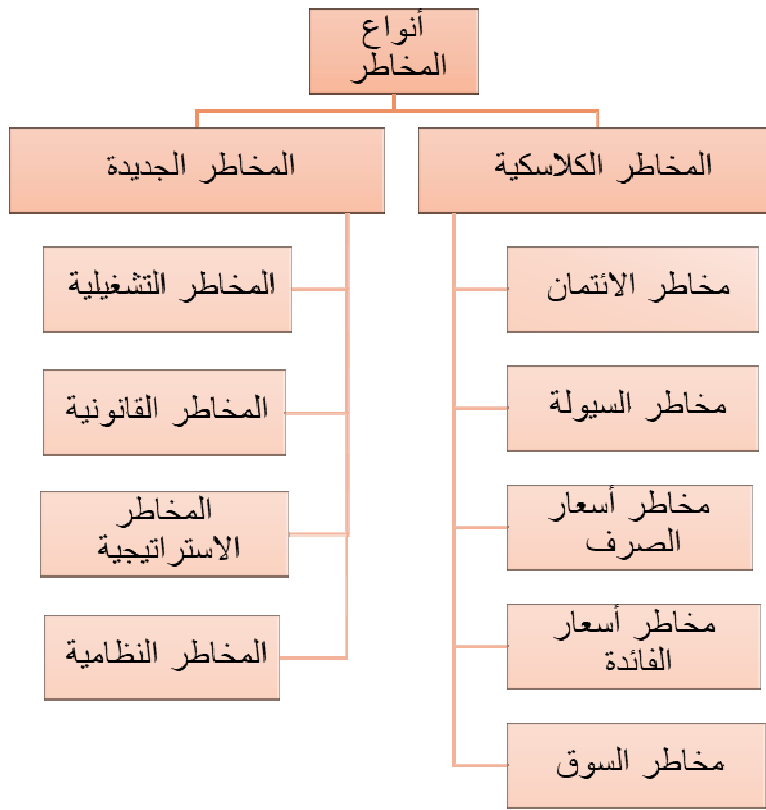 أنواع
المخاطر
المخاطر الكلاسكية
مخاطر الائتمان
مخاطر السيولة
مخاطر أسعار
الصرف
مخاطر أسعار
الفائدة
مخاطر السوق
المخاطر الجديدة
المخاطر التشغيلية
المخاطر القانونية
المخاطر
الاستراتيجية
المخاطر النظامية